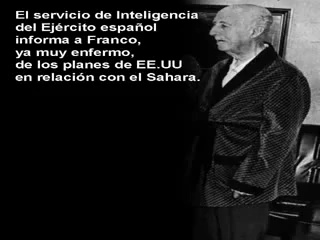 El servicio de Inteligencia
del Ejército español
informa a Franco,
ya muy enfermo,
de los planes de EE.UU
en relación con el Sahara.